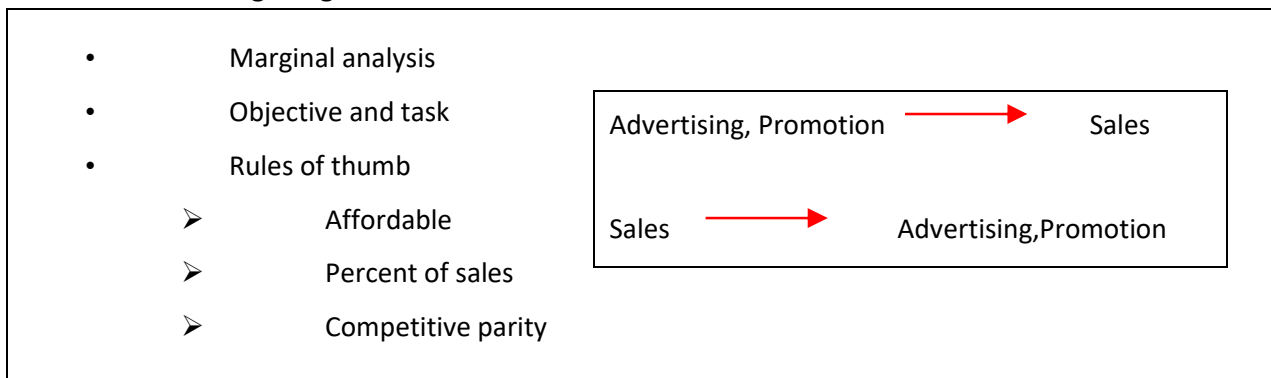 • Marginal analysis
• Objective and task
• Rules of thumb
➢ Affordable
➢ Percent of sales
➢ Competitive parity
Advertising, Promotion Sales
Sales Advertising,Promotion